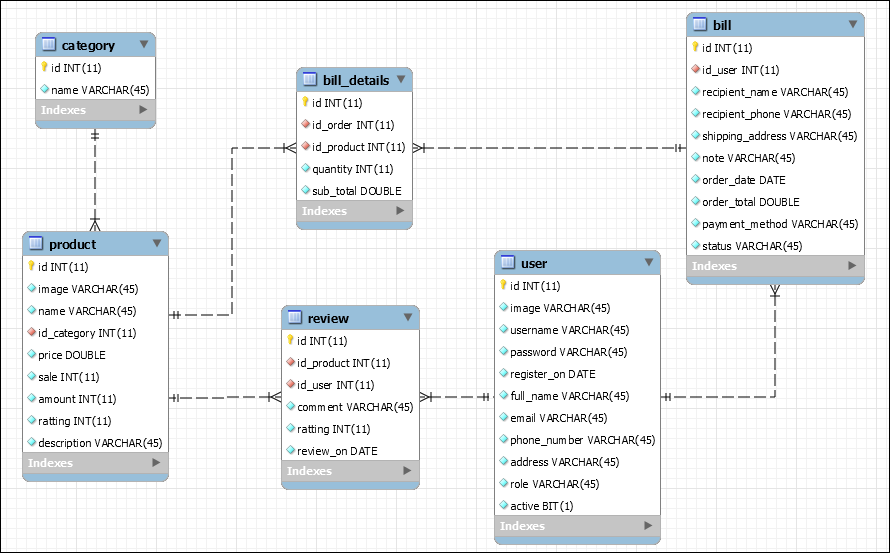 category
id INT(11)
name VARCHAR(45)
Indexes
product
id INT(11)
image VARCHAR(45)
name VARCHAR(45)
id_category INT(11)
price DOUBLE
sale INT(11)
amount INT(11)
ratting INT(11)
description VARCHAR(45)
Indexes
bill_details
id INT(11)
id_order INT(11)
id_product INT(11)
quantity INT(11)
sub_total DOUBLE
Indexes
review
id INT(11)
id_product INT(11)
id_user INT(11)
comment VARCHAR(45)
ratting INT(11)
review_on DATE
Indexes
user
id INT(11)
image VARCHAR(45)
username VARCHAR(45)
password VARCHAR(45)
register_on DATE
full_name VARCHAR(45)
email VARCHAR(45)
phone_number VARCHAR(45)
address VARCHAR(45)
role VARCHAR(45)
active BIT(1)
Indexes
bill
id INT(11)
id_user INT(11)
recipient_name VARCHAR(45)
recipient_phone VARCHAR(45)
shipping_address VARCHAR(45)
note VARCHAR(45)
order_date DATE
order_total DOUBLE
payment_method VARCHAR(45)
status VARCHAR(45)
Indexes